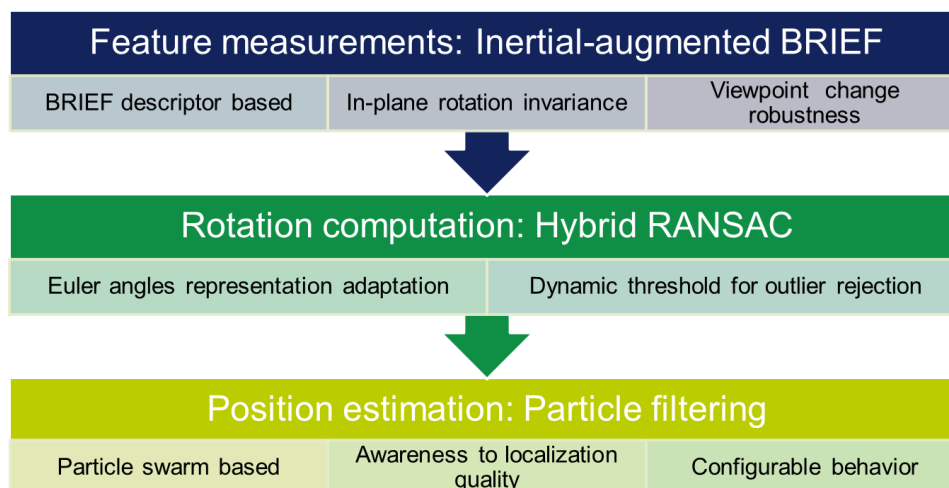 Feature measurements: Inertial-augmented BRIEF
BRIEF descriptor based
In-plane rotation invariance
Viewpoint change
robustness
Rotation computation: Hybrid RANSAC
Euler angles representation adaptation
Dynamic threshold for outlier rejection
Position estimation: Particle filtering
Particle swarm based
Awareness to localization
quality
Configurable behavior